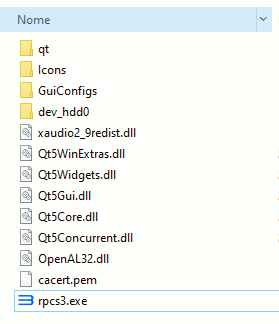 Nome
qt
Icons
GuiConfigs
dev_hdd0
xaudio2_9redist.dll
Qt5WinExtras.dll
Qt5Widgets.dll
Qt5Gui.dll
Qt5Core.dll
Qt5Concurrent.dll
OpenAL32.dll
cacert.pem
rpcs3.exe